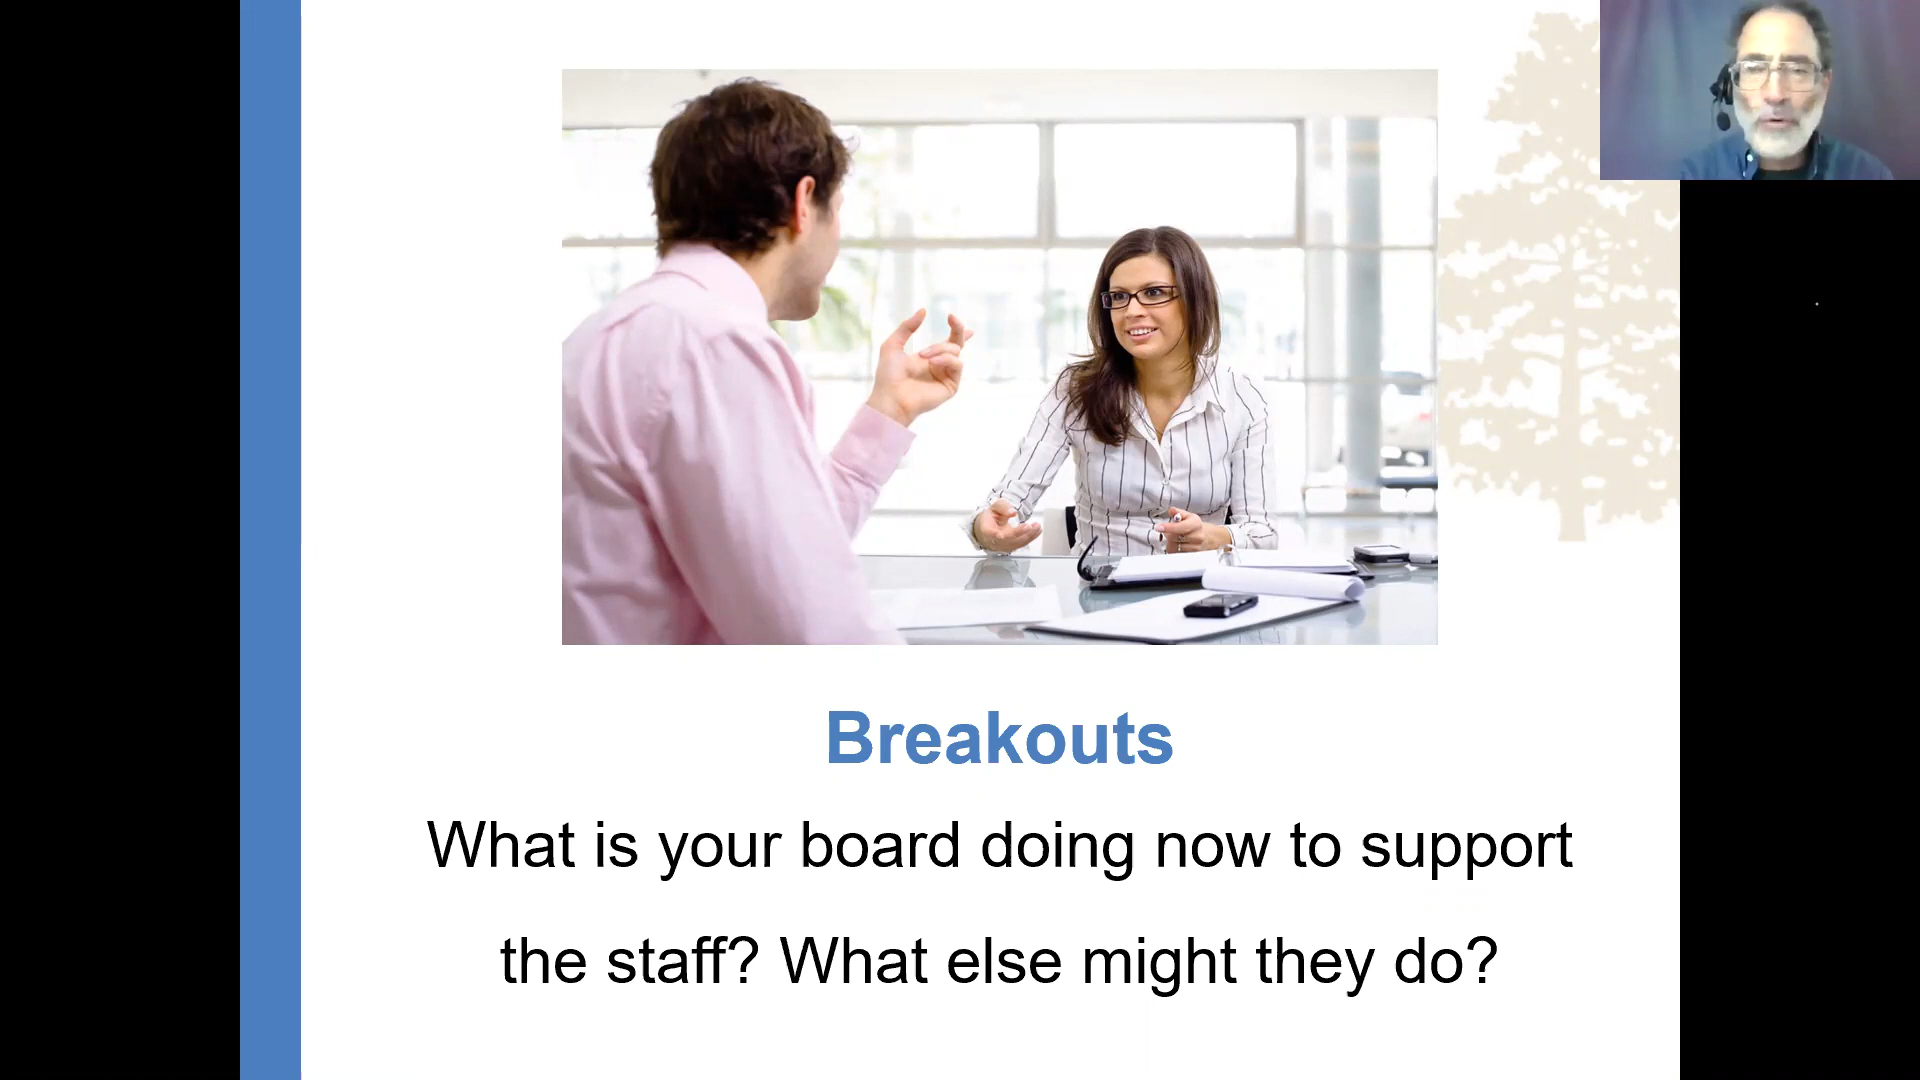 Breakouts
What is your board doing now to support
the staff? What else might they do?